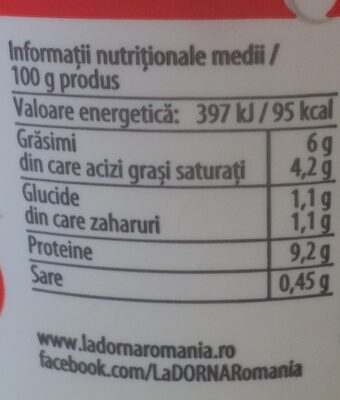 Informații nutriționale medii /
100 g produs
Valoare energetică: 397 kJ / 95 kcal
Grăsimi 6 g
din care acizi grași saturați 4,2 g
Glucide 1,1 g
din care zaharuri 1,1 g
Proteine 9,2 g
Sare 0,45 g
www.ladornaromania.ro
facebook.com/LaDORNARomania